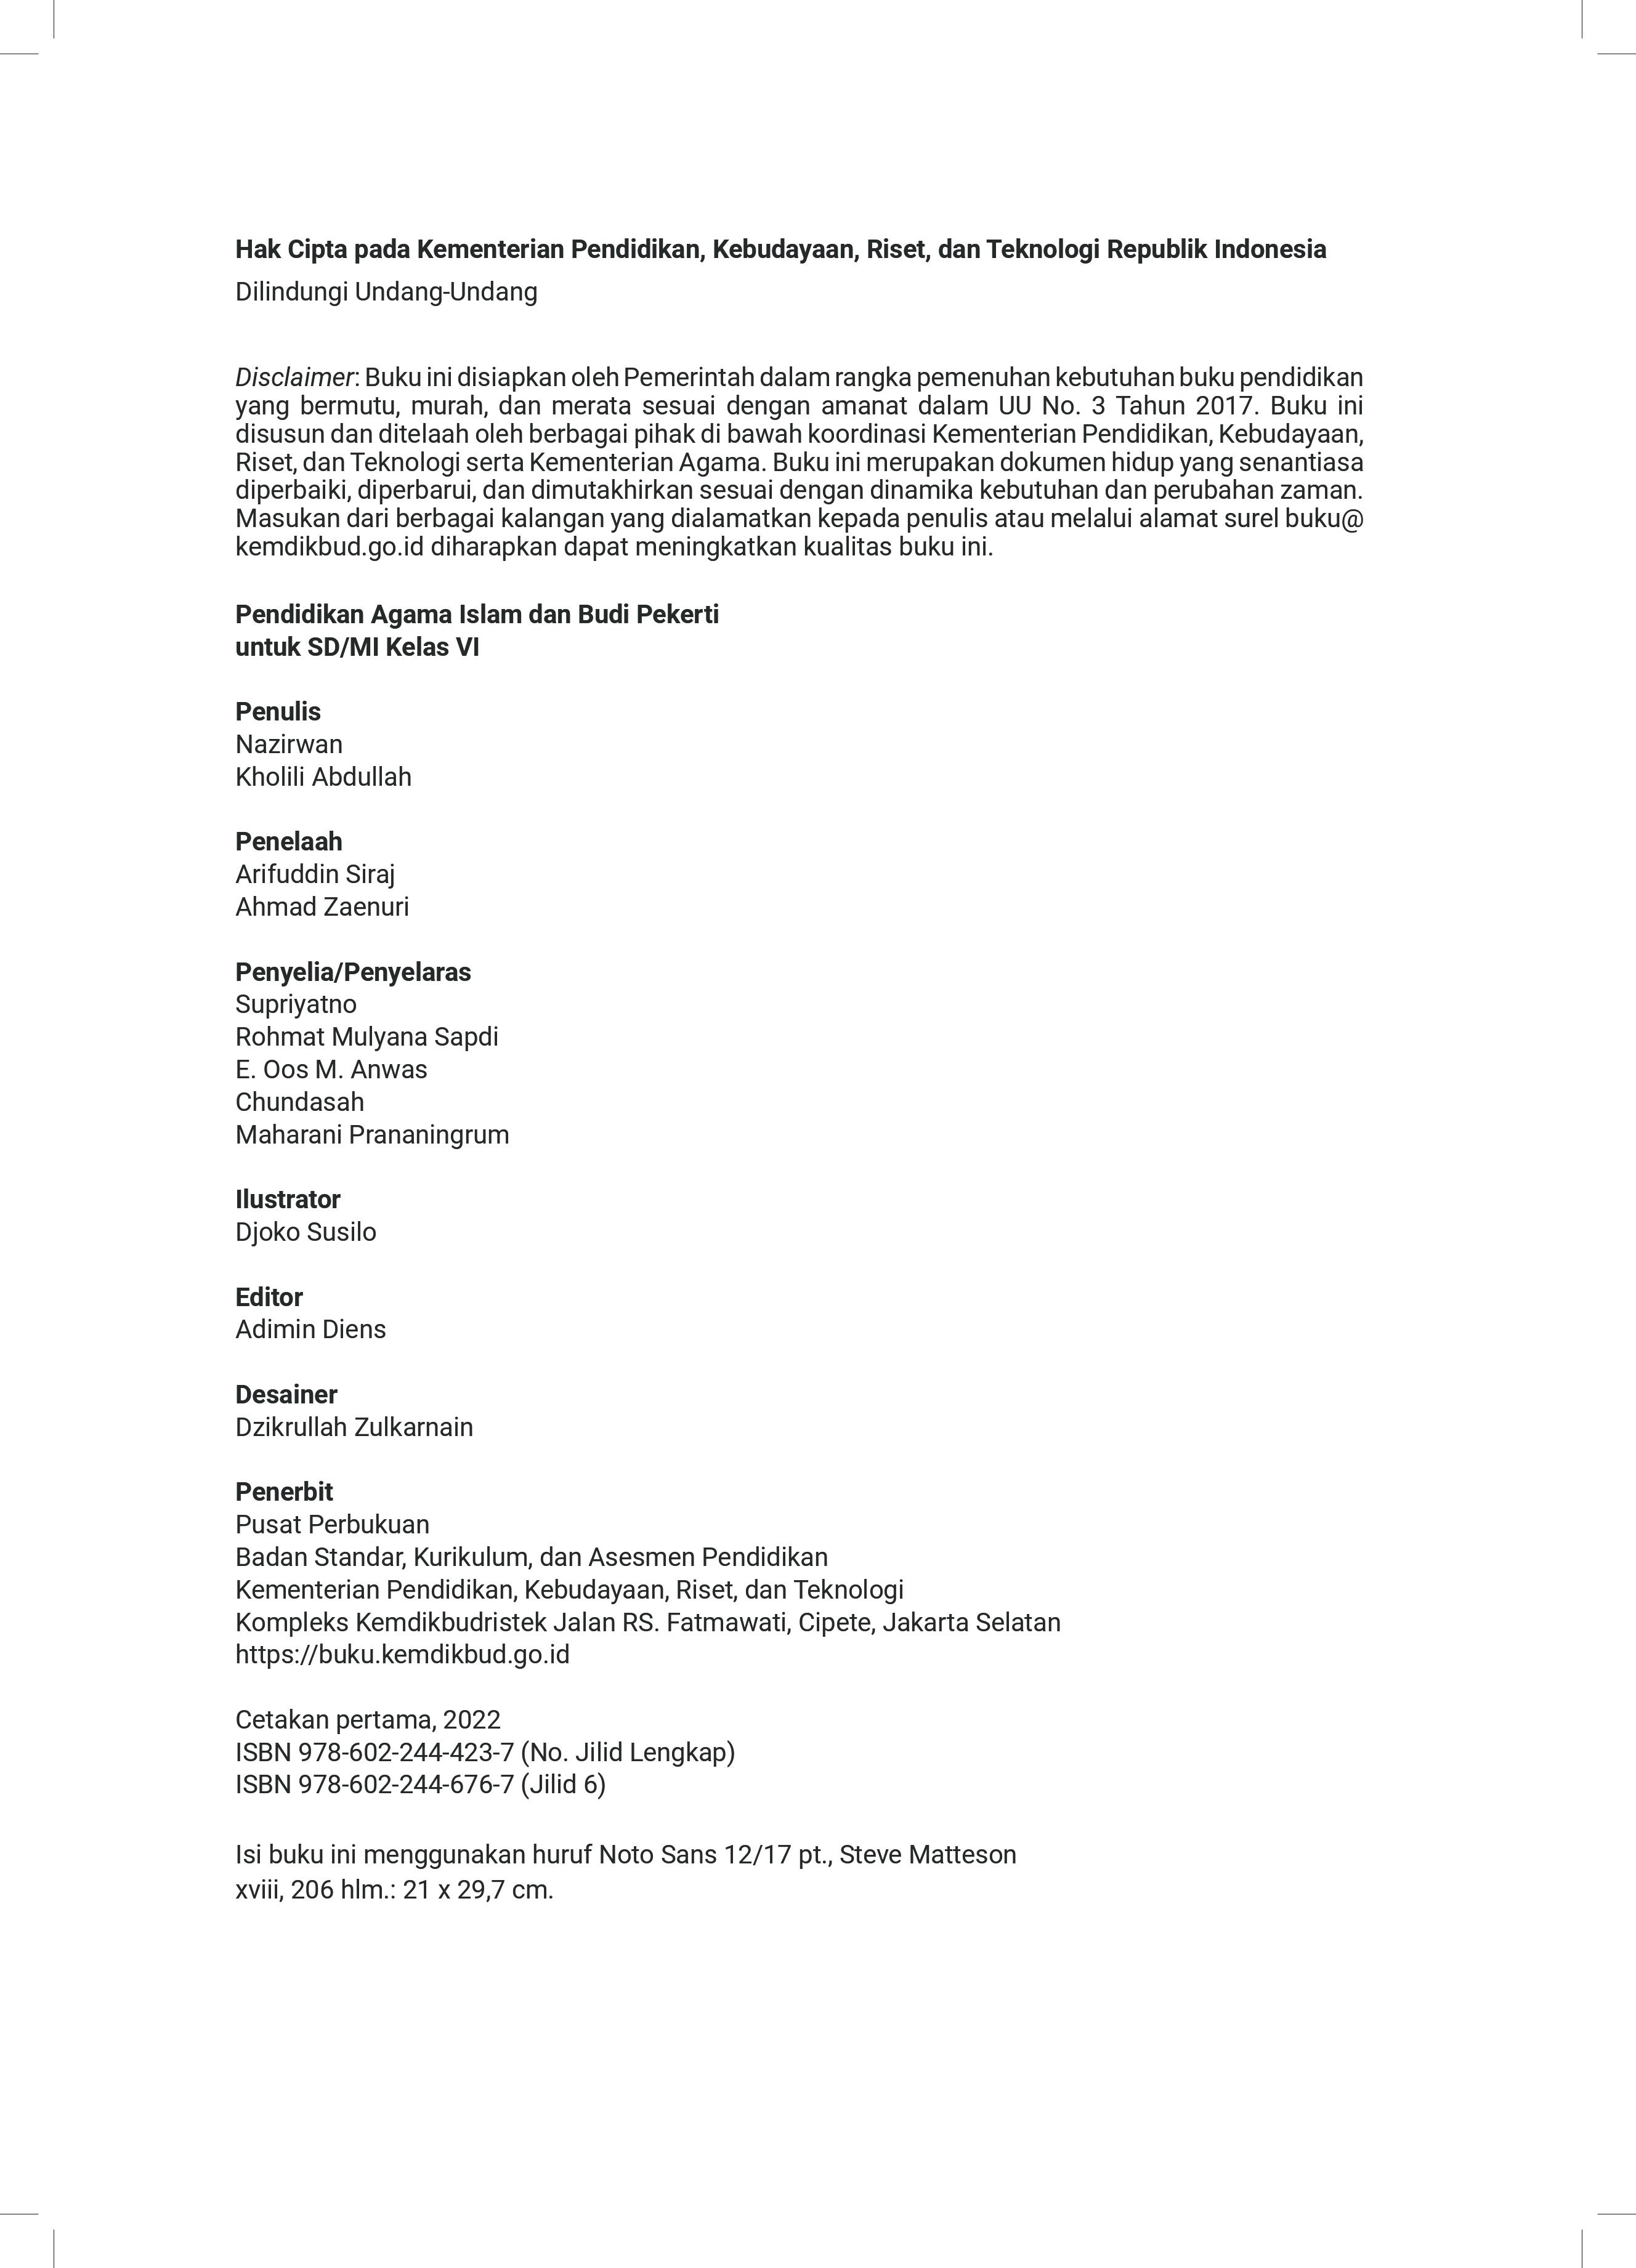 Hak Cipta pada Kementerian Pendidikan, Kebudayaan, Riset, dan Teknologi Republik Indonesia
Dilindungi Undang-Undang
Disclaimer: Buku ini disiapkan oleh Pemerintah dalam rangka pemenuhan kebutuhan buku pendidikan
yang bermutu, murah, dan merata sesuai dengan amanat dalam UU No. 3 Tahun 2017. Buku ini
disusun dan ditelaah oleh berbagai pihak di bawah koordinasi Kementerian Pendidikan, Kebudayaan,
Riset, dan Teknologi serta Kementerian Agama. Buku ini merupakan dokumen hidup yang senantiasa
diperbaiki, diperbarui, dan dimutakhirkan sesuai dengan dinamika kebutuhan dan perubahan zaman.
Masukan dari berbagai kalangan yang dialamatkan kepada penulis atau melalui alamat surel buku@
kemdikbud.go.id diharapkan dapat meningkatkan kualitas buku ini.
Pendidikan Agama Islam dan Budi Pekerti
untuk SD/MI Kelas VI
Penulis
Nazirwan
Kholili Abdullah
Penelaah
Arifuddin Siraj
Ahmad Zaenuri
Penyelia/Penyelaras
Supriyatno
Rohmat Mulyana Sapdi
E. Oos M. Anwas
Chundasah
Maharani Prananingrum
Ilustrator
Djoko Susilo
Editor
Adimin Diens
Desainer
Dzikrullah Zulkarnain
Penerbit
Pusat Perbukuan
Badan Standar, Kurikulum, dan Asesmen Pendidikan
Kementerian Pendidikan, Kebudayaan, Riset, dan Teknologi
Kompleks Kemdikbudristek Jalan RS. Fatmawati, Cipete, Jakarta Selatan
https://buku.kemdikbud.go.id
Cetakan pertama, 2022
ISBN 978-602-244-423-7 (No. Jilid Lengkap)
ISBN 978-602-244-676-7 (Jilid 6)
Isi buku ini menggunakan huruf Noto Sans 12/17 pt., Steve Matteson
xviii, 206 hlm.: 21 x 29,7 cm.